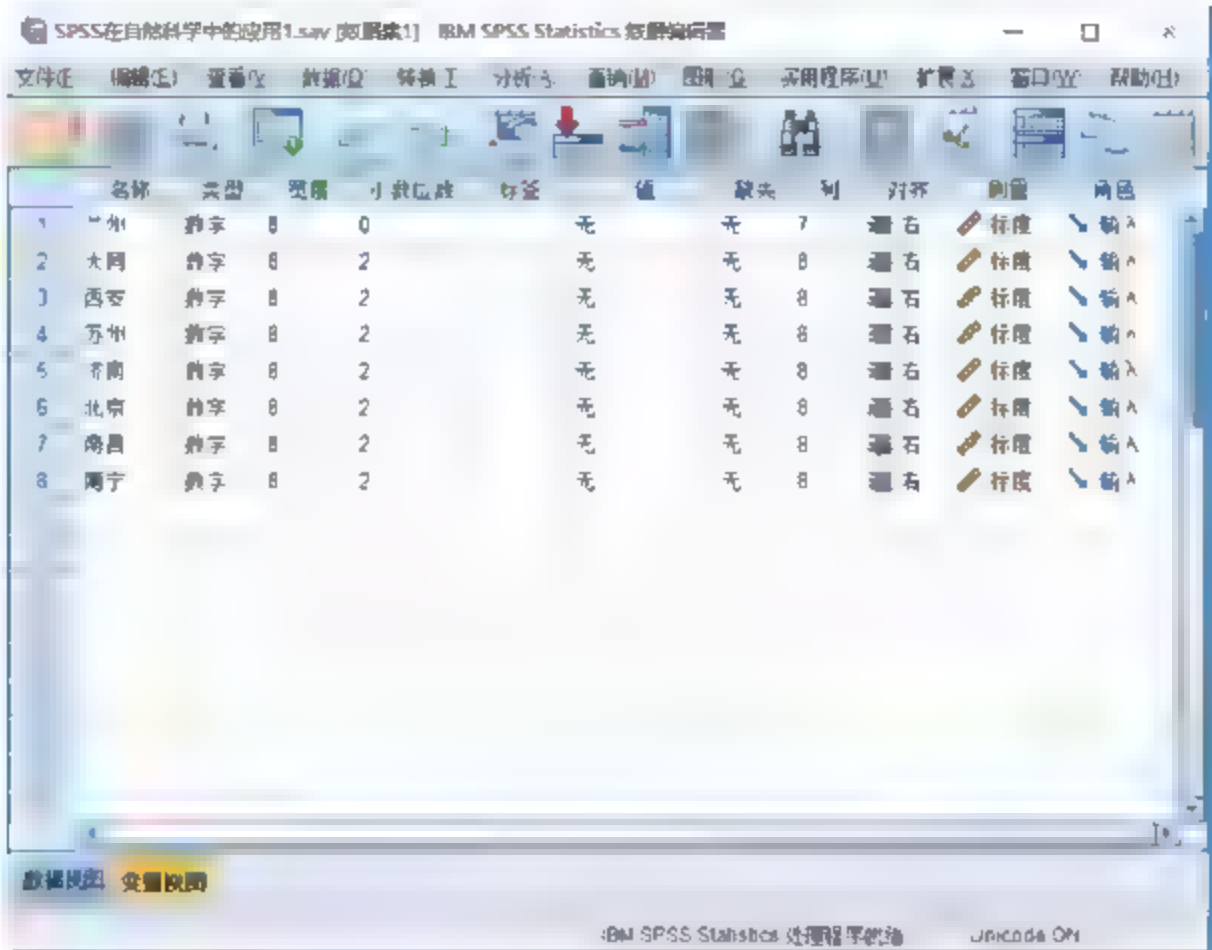 SPSS在自然科学中的应用1.sav [数据集1] IBM SPSS Statistics 数据编辑器
文件(F) 编辑(E) 查看(V) 数据(D) 转换(T) 分析(A) 直销(M) 图形(G) 实用程序(U) 扩展(X) 窗口(W) 帮助(H)
名称 类型 宽度 小数位数 标签 值 缺失 列 对齐 测量 角色
1 数字 8 0 无 无 7 右 标度 输入
2 大同 数字 8 2 无 无 8 右 标度 输入
3 西安 数字 8 2 无 无 8 右 标度 输入
4 苏州 数字 8 2 无 无 8 右 标度 输入
5 济南 数字 8 2 无 无 8 右 标度 输入
6 北京 数字 8 2 无 无 8 右 标度 输入
7 南昌 数字 8 2 无 无 8 右 标度 输入
8 南宁 数字 8 2 无 无 8 右 标度 输入
数据视图 变量视图
IBM SPSS Statistics 处理程序就绪 Unicode:ON